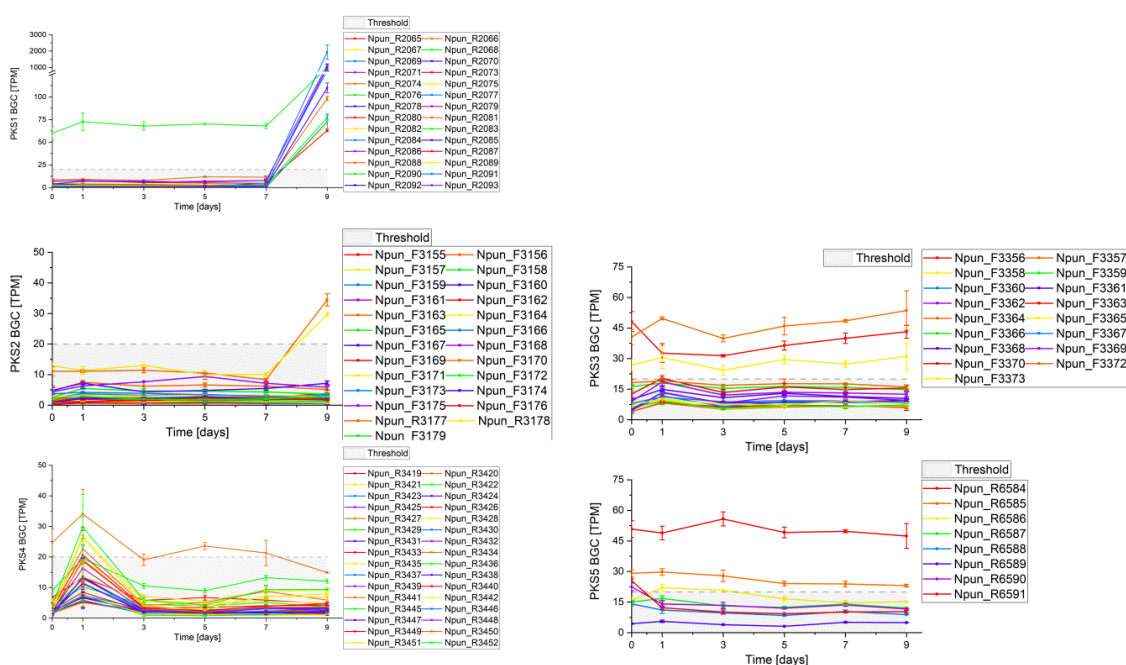 Threshold
Npun_R2065 Npun_R2066
Npun_R2067 Npun_R2068
Npun_R2069 Npun_R2070
Npun_R2071 Npun_R2073
Npun_R2074 Npun_R2075
Npun_R2076 Npun_R2077
Npun_R2078 Npun_R2079
Npun_R2080 Npun_R2081
Npun_R2082 Npun_R2083
Npun_R2084 Npun_R2085
Npun_R2086 Npun_R2087
Npun_R2088 Npun_R2089
Npun_R2090 Npun_R2091
Npun_R2092 Npun_R2093
PKS1 BGC [TPM]
3000
2000
1000
100
75
50
25
0
0 1 3 5 7 9
Time [days]
Threshold
Npun_F3155 Npun_F3156
Npun_F3157 Npun_F3158
Npun_F3159 Npun_F3160
Npun_F3161 Npun_F3162
Npun_F3163 Npun_F3164
Npun_F3165 Npun_F3166
Npun_F3167 Npun_F3168
Npun_F3169 Npun_F3170
Npun_F3171 Npun_F3172
Npun_F3173 Npun_F3174
Npun_F3175 Npun_F3176
Npun_R3177 Npun_R3178
Npun_F3179
PKS2 BGC [TPM]
50
40
30
20
10
0
0 1 3 5 7 9
Time [days]
Threshold
Npun_F3356 Npun_F3357
Npun_F3358 Npun_F3359
Npun_F3360 Npun_F3361
Npun_F3362 Npun_F3363
Npun_F3364 Npun_F3365
Npun_F3366 Npun_F3367
Npun_F3368 Npun_F3369
Npun_F3370 Npun_F3372
Npun_F3373
PKS3 BGC [TPM]
75
60
45
30
15
0
0 1 3 5 7 9
Time [days]
Threshold
Npun_R3419 Npun_R3420
Npun_R3421 Npun_R3422
Npun_R3423 Npun_R3424
Npun_R3425 Npun_R3426
Npun_R3427 Npun_R3428
Npun_R3429 Npun_R3430
Npun_R3431 Npun_R3432
Npun_R3433 Npun_R3434
Npun_R3435 Npun_R3436
Npun_R3437 Npun_R3438
Npun_R3439 Npun_R3440
Npun_R3441 Npun_R3442
Npun_R3445 Npun_R3446
Npun_R3447 Npun_R3448
Npun_R3449 Npun_R3450
Npun_R3451 Npun_R3452
PKS4 BGC [TPM]
50
40
30
20
10
0
0 1 3 5 7 9
Time [days]
Threshold
Npun_R6584
Npun_R6585
Npun_R6586
Npun_R6587
Npun_R6588
Npun_R6589
Npun_R6590
Npun_R6591
PKS5 BGC [TPM]
75
60
45
30
15
0
0 1 3 5 7 9
Time [days]